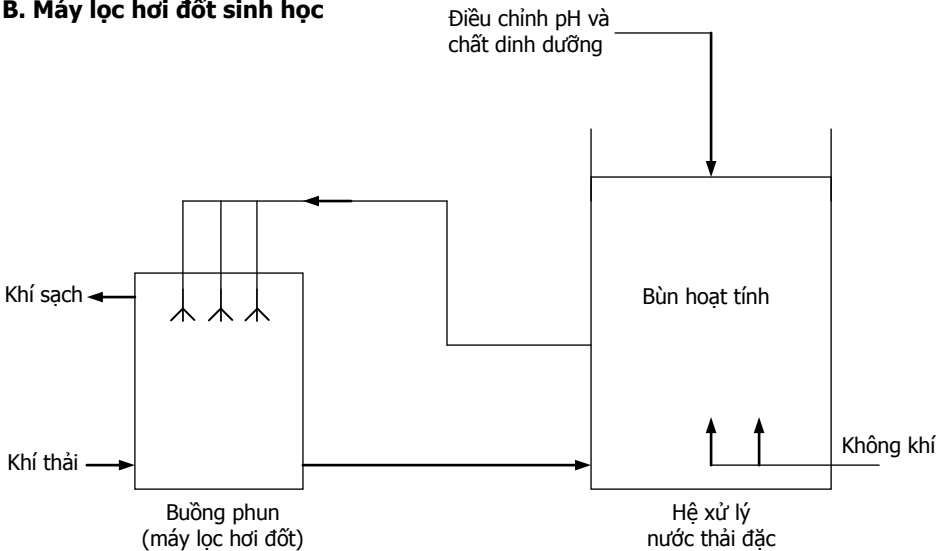 B. Máy lọc hơi đốt sinh học
Điều chỉnh pH và
chất dinh dưỡng
Khí sạch
Bùn hoạt tính
Khí thải
Không khí
Buồng phun
(máy lọc hơi đốt)
Hệ xử lý
nước thải đặc